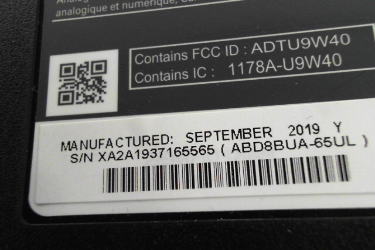 analogique et numérique,
Contains FCC ID : ADTU9W40
Contains IC : 1178A-U9W40
MANUFACTURED: SEPTEMBER 2019 Y
S/N XA2A1937165565 ( ABD8BUA-65UL )